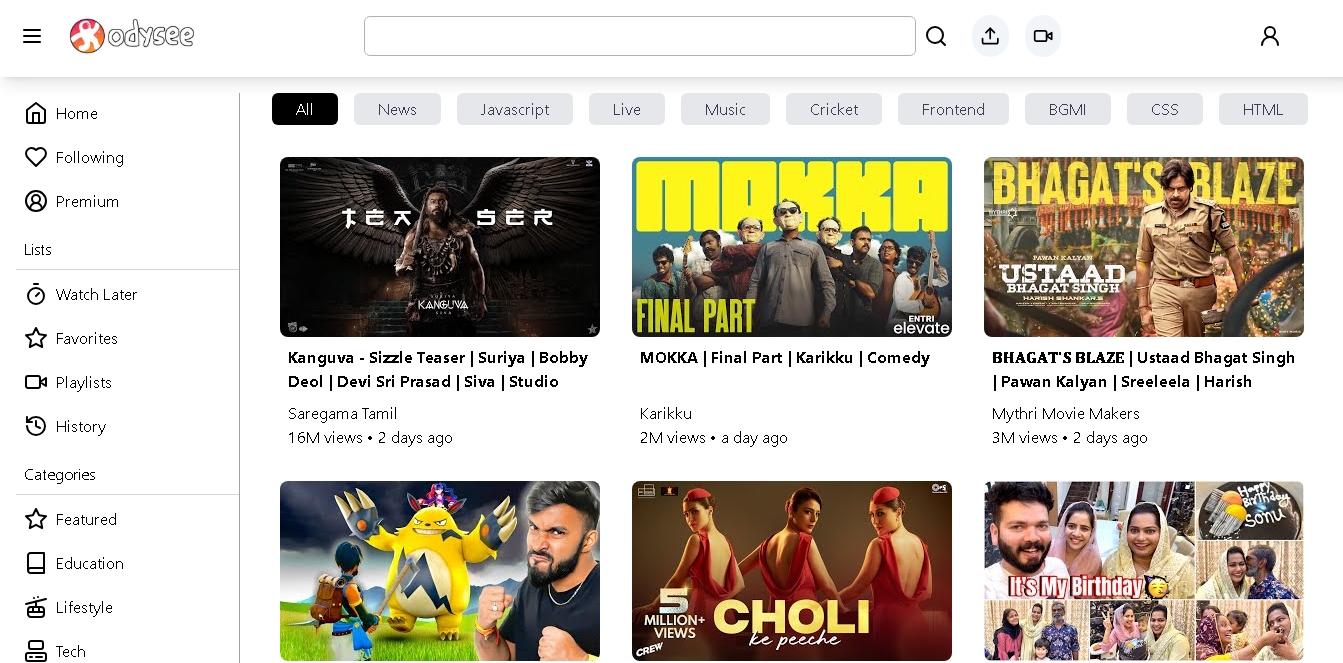 odysee
Home
Following
Premium
Lists
Watch Later
Favorites
Playlists
History
Categories
Featured
Education
Lifestyle
Tech
All
News
Javascript
Live
Music
Cricket
Frontend
BGMI
CSS
HTML
TEASER
SURIYA
KANGUVA
SIVA
Kanguva - Sizzle Teaser | Suriya | Bobby
Deol | Devi Sri Prasad | Siva | Studio
Saregama Tamil
16M views • 2 days ago
MOKKA
FINAL PART
ENTRI
elevate
MOKKA | Final Part | Karikku | Comedy
Karikku
2M views • a day ago
BHAGAT'S BLAZE
MYTHRI
PAWAN KALYAN
USTAAD
BHAGAT SINGH
HARISH SHANKAR.S
BHAGAT'S BLAZE | Ustaad Bhagat Singh
| Pawan Kalyan | Sreeleela | Harish
Mythri Movie Makers
3M views • 2 days ago
5
MILLION+
VIEWS
CREW
CHOLI
ke peeche
Happy
Birthday
SONU
It's My Birthday